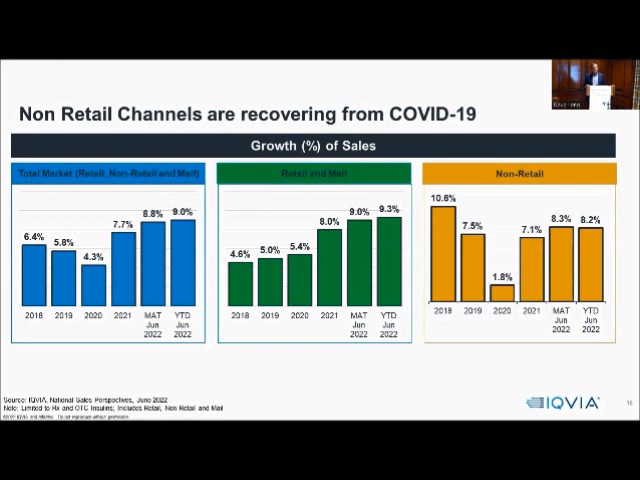 Non Retail Channels are recovering from COVID-19
Growth (%) of Sales
Total Market (Retail, Non-Retail and Mail)
6.4%
5.8%
4.3%
7.7%
8.8%
9.0%
2018
2019
2020
2021
MAT Jun 2022
YTD Jun 2022
Retail and Mail
4.6%
5.0%
5.4%
8.0%
9.0%
9.3%
2018
2019
2020
2021
MAT Jun 2022
YTD Jun 2022
Non-Retail
10.6%
7.5%
1.8%
7.1%
8.3%
8.2%
2018
2019
2020
2021
MAT Jun 2022
YTD Jun 2022
Source: IQVIA, National Sales Perspectives, June 2022
Note: Limited to Rx and OTC Insulins; Includes Retail, Non Retail and Mail
IQVIA
16